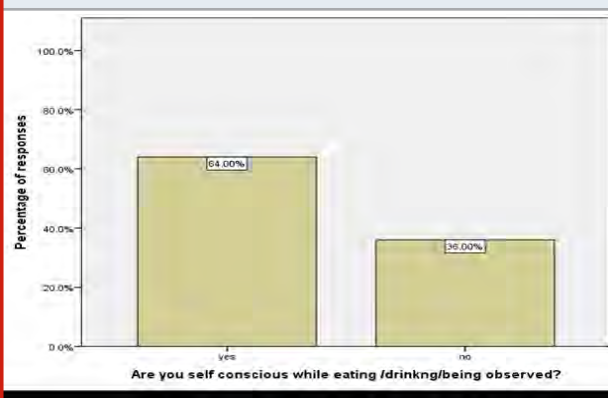 100.0%
80.0%
60.0%
40.0%
20.0%
0.0%
Percentage of responses
64.00%
36.00%
yes
no
Are you self conscious while eating /drinkng/being observed?